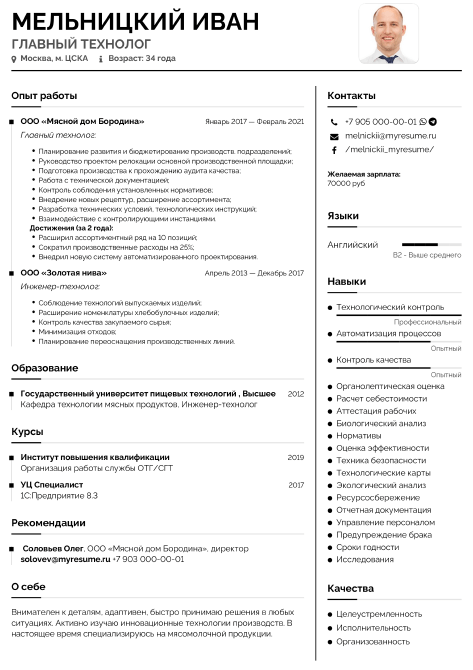 МЕЛЬНИЦКИЙ ИВАН
ГЛАВНЫЙ ТЕХНОЛОГ
Москва, м. ЦСКА Возраст: 34 года
Опыт работы
ООО «Мясной дом Бородина» Январь 2017 — Февраль 2021
Главный технолог:
Планирование развития и бюджетирование производств. подразделений;
Руководство проектом релокации основной производственной площадки;
Подготовка производства к прохождению аудита качества;
Работа с технической документацией;
Контроль соблюдения установленных нормативов;
Внедрение новых рецептур, расширение ассортимента;
Разработка технических условий, технологических инструкций;
Взаимодействие с контролирующими инстанциями.
Достижения (за 2 года):
Расширил ассортиментный ряд на 10 позиций;
Сократил производственные расходы на 25%;
Внедрил новую систему автоматизированного проектирования.
ООО «Золотая нива» Апрель 2013 — Декабрь 2017
Инженер-технолог:
Соблюдение технологий выпускаемых изделий;
Расширение номенклатуры хлебобулочных изделий;
Контроль качества закупаемого сырья;
Минимизация отходов;
Планирование переоснащения производственных линий.
Образование
Государственный университет пищевых технологий , Высшее 2012
Кафедра технологии мясных продуктов, Инженер-технолог
Курсы
Институт повышения квалификации 2019
Организация работы службы ОТГ/СГТ
УЦ Специалист 2017
1С:Предприятие 8.3
Рекомендации
Соловьев Олег, ООО «Мясной дом Бородина», директор
solovev@myresume.ru +7 903 000-00-01
О себе
Внимателен к деталям, адаптивен, быстро принимаю решения в любых
ситуациях. Активно изучаю инновационные технологии производств. В
настоящее время специализируюсь на мясомолочной продукции.
Контакты
+7 905 000-00-01
melnickii@myresume.ru
/melnickii_myresume/
Желаемая зарплата:
70000 руб
Языки
Английский
B2 - Выше среднего
Навыки
Технологический контроль
Профессиональный
Автоматизация процессов
Опытный
Контроль качества
Опытный
Органолептическая оценка
Расчет себестоимости
Аттестация рабочих
Биологический анализ
Нормативы
Оценка эффективности
Техника безопасности
Технологические карты
Экологический анализ
Ресурсосбережение
Отчетная документация
Управление персоналом
Предупреждение брака
Сроки годности
Исследования
Качества
Целеустремленность
Исполнительность
Организованность